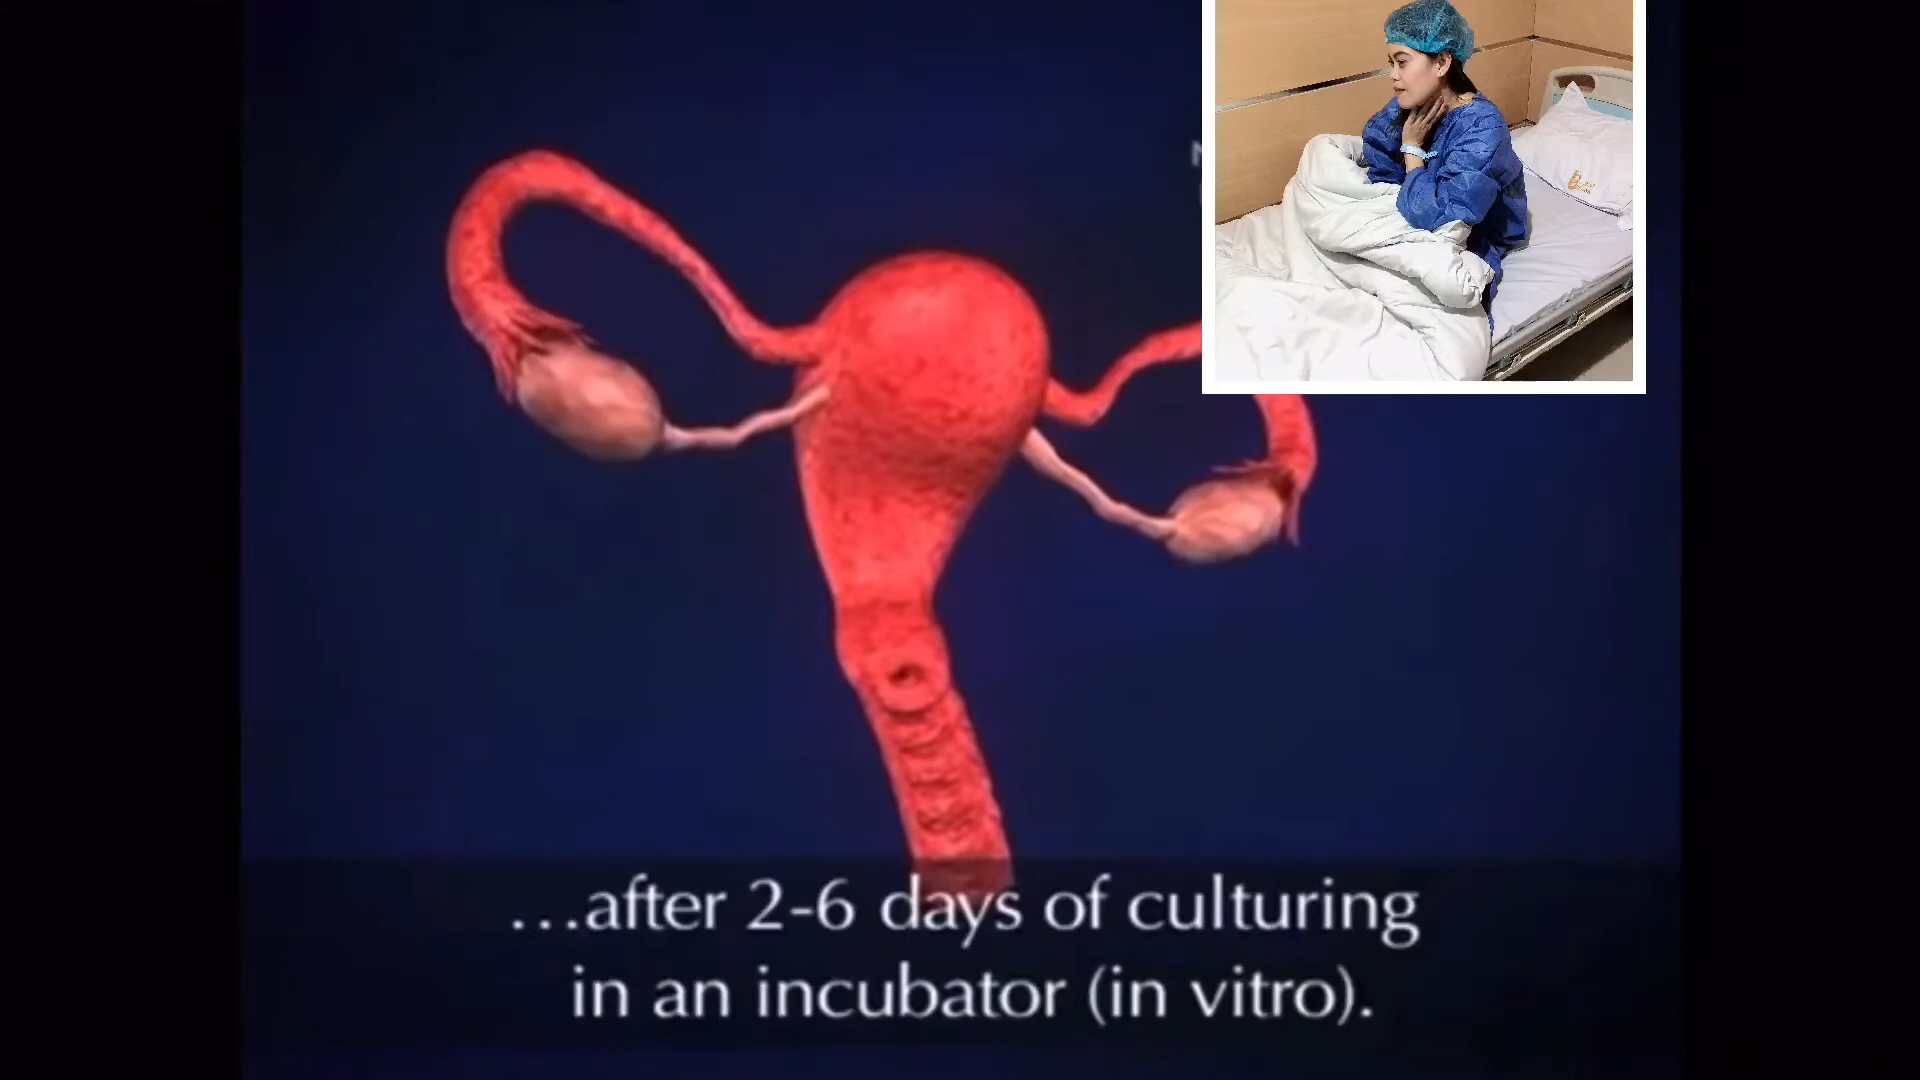 …after 2-6 days of culturing
in an incubator (in vitro).